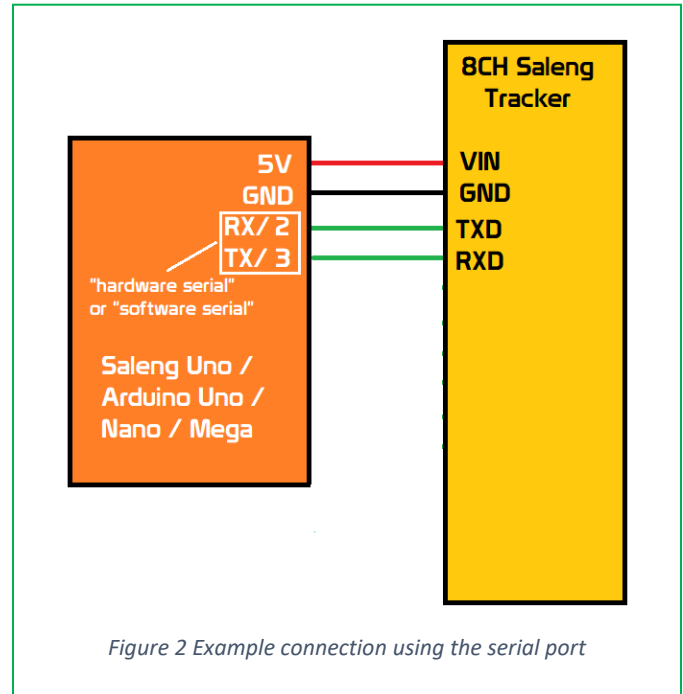 8CH Saleng
Tracker
5V
GND
RX/ 2
TX/ 3
"hardware serial"
or "software serial"
Saleng Uno /
Arduino Uno /
Nano / Mega
VIN
GND
TXD
RXD
Figure 2 Example connection using the serial port